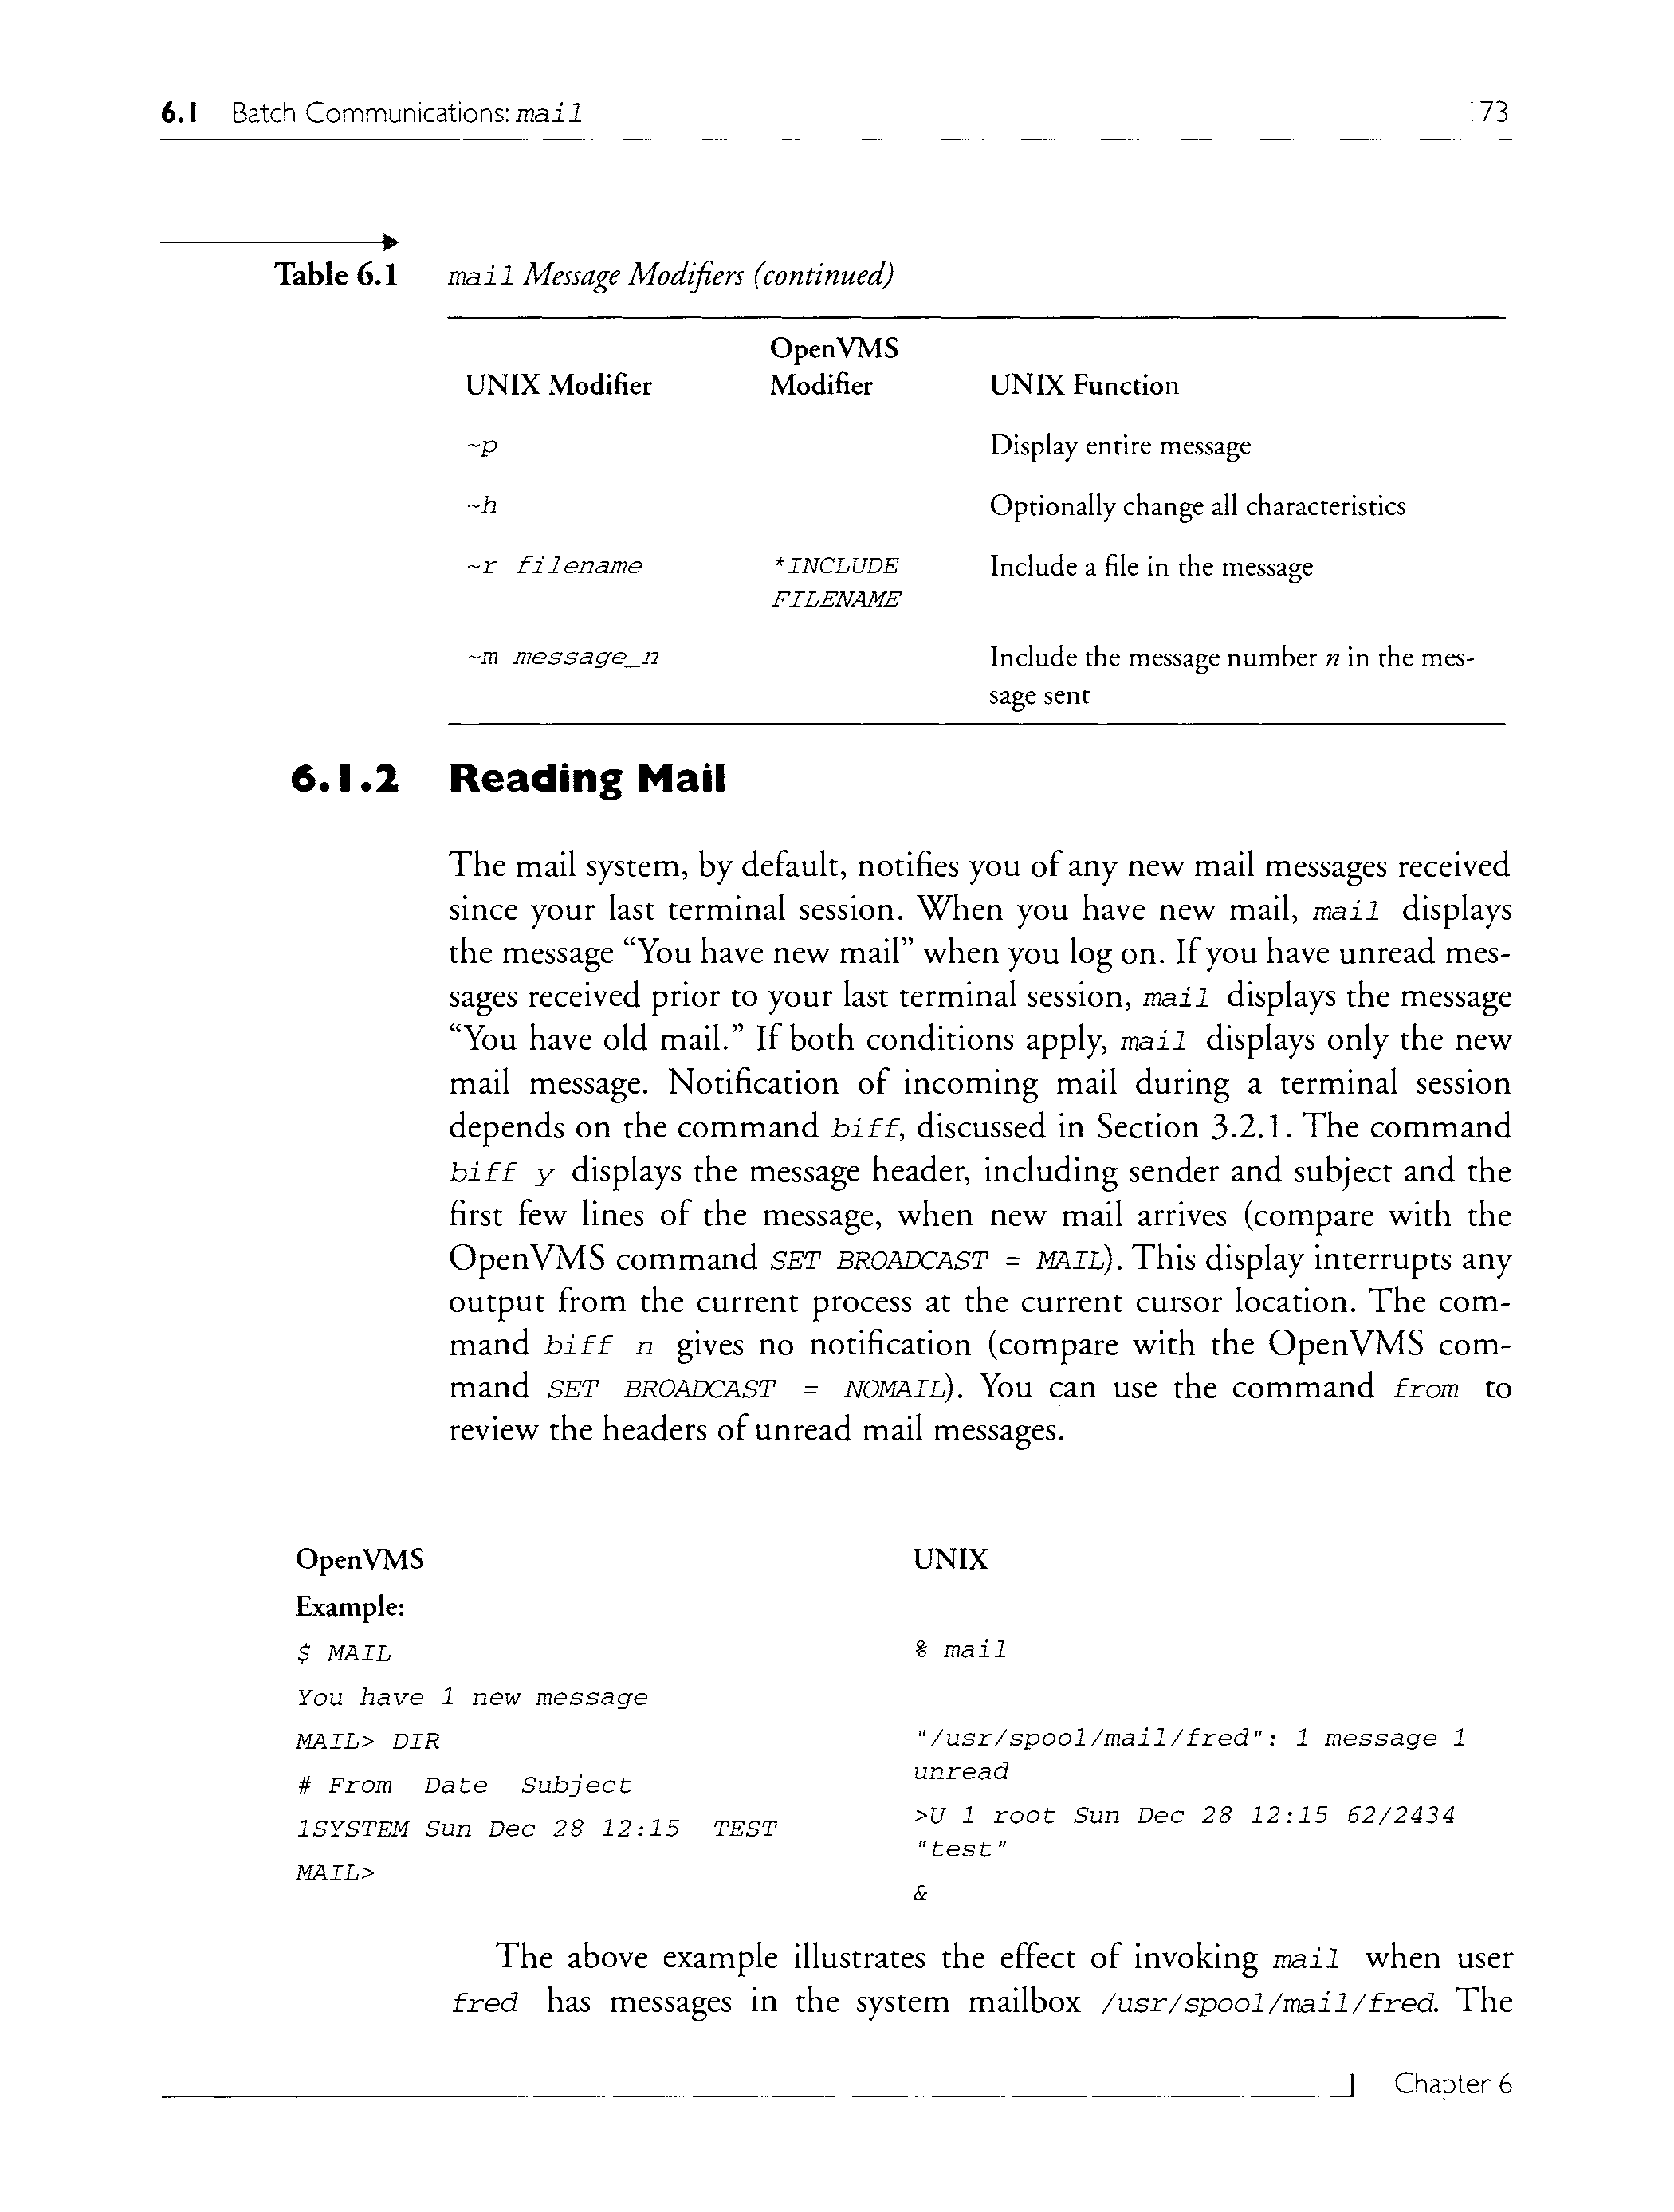 6.1 Batch Communications: mail 173
Table 6.1 mail Message Modifiers (continued)
OpenVMS
UNIX Modifier Modifier UNIX Function
~p Display entire message
~h Optionally change all characteristics
~r filename *INCLUDE Include a file in the message
FILENAME
~m message_n Include the message number n in the mes-
sage sent
6.1.2 Reading Mail
The mail system, by default, notifies you of any new mail messages received
since your last terminal session. When you have new mail, mail displays
the message “You have new mail” when you log on. If you have unread mes-
sages received prior to your last terminal session, mail displays the message
“You have old mail.” If both conditions apply, mail displays only the new
mail message. Notification of incoming mail during a terminal session
depends on the command biff, discussed in Section 3.2.1. The command
biff y displays the message header, including sender and subject and the
first few lines of the message, when new mail arrives (compare with the
OpenVMS command SET BROADCAST = MAIL). This display interrupts any
output from the current process at the current cursor location. The com-
mand biff n gives no notification (compare with the OpenVMS com-
mand SET BROADCAST = NOMAIL). You can use the command from to
review the headers of unread mail messages.
OpenVMS UNIX
Example:
$ MAIL % mail
You have 1 new message
MAIL> DIR "/usr/spool/mail/fred": 1 message 1
unread
# From Date Subject
>U 1 root Sun Dec 28 12:15 62/2434
1SYSTEM Sun Dec 28 12:15 TEST
"test"
MAIL>
&
The above example illustrates the effect of invoking mail when user
fred has messages in the system mailbox /usr/spool/mail/fred. The
Chapter 6